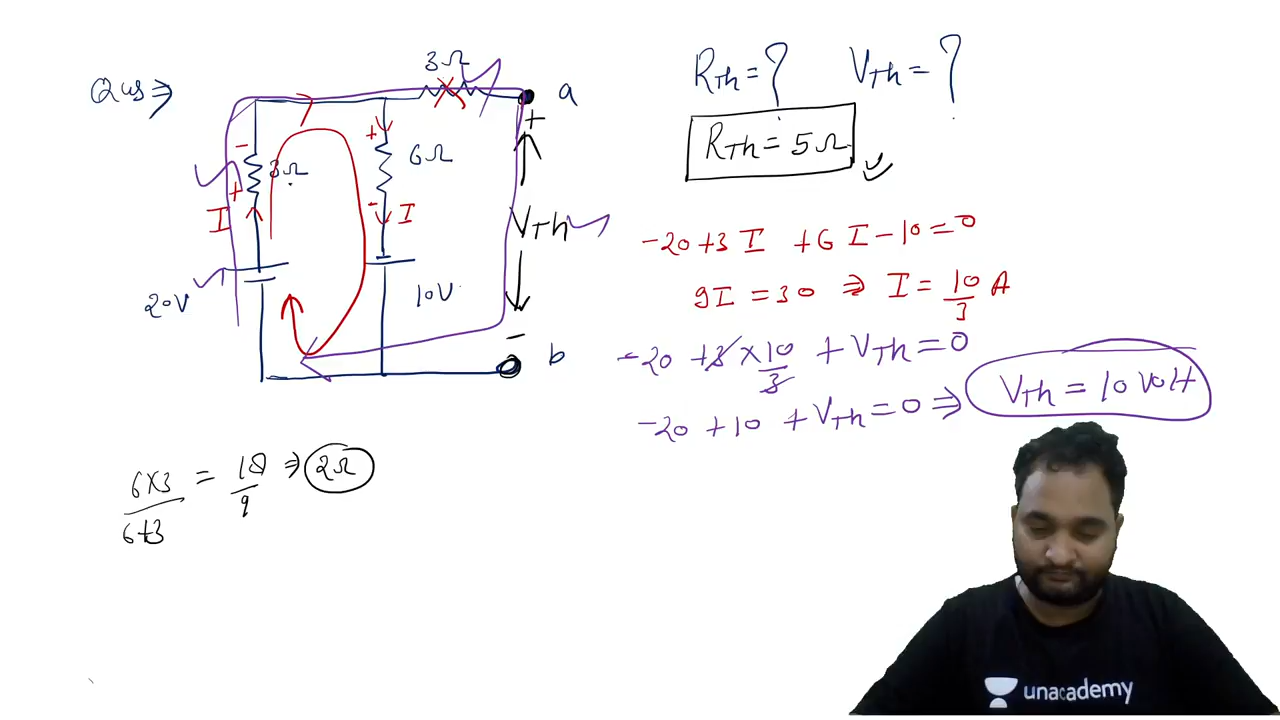 Qus ⇒
3Ω
a
+
- 3Ω
+
I
+ 6Ω
- I
VTh
20V
10V
-
b
6×3/6+3 = 18/9 ⇒ 2Ω
RTh = ? VTh = ?
RTh = 5Ω
-20 + 3I + 6I - 10 = 0
9I = 30 ⇒ I = 10/3 A
-20 + 3 × 10/3 + VTh = 0
-20 + 10 + VTh = 0 ⇒ VTh = 10 volt
unacademy